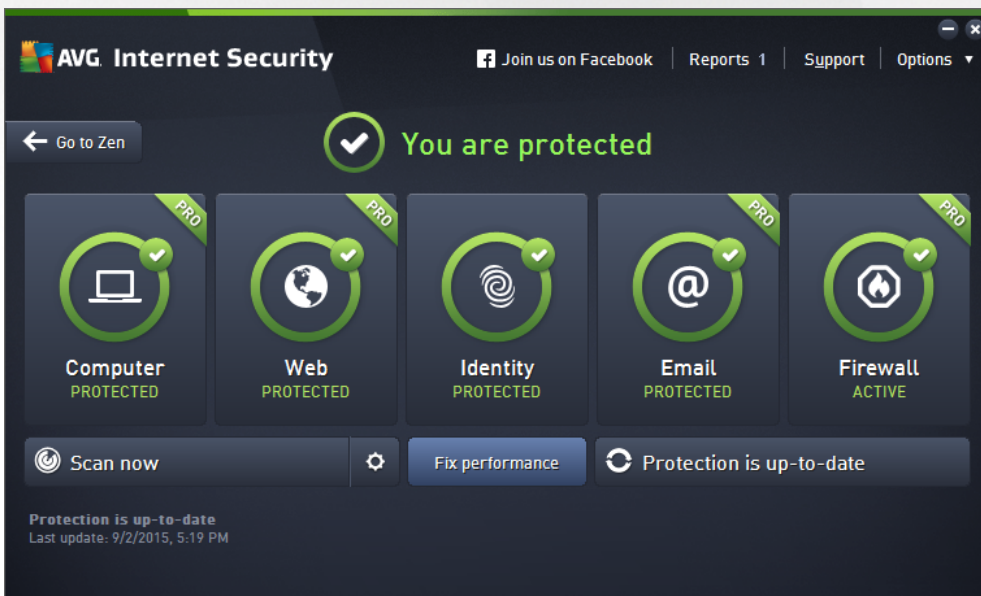 AVG. Internet Security
Join us on Facebook Reports 1 Support Options
Go to Zen
You are protected
PRO PRO PRO PRO
Computer Web Identity Email Firewall
PROTECTED PROTECTED PROTECTED PROTECTED ACTIVE
Scan now Fix performance Protection is up-to-date
Protection is up-to-date
Last update: 9/2/2015, 5:19 PM